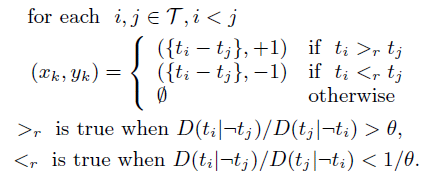 for each i, j ∈ 𝒯, i < j
({t_i − t_j}, +1) if t_i >_r t_j
(x_k, y_k) = { ({t_i − t_j}, −1) if t_i <_r t_j
∅ otherwise
>_r is true when D(t_i|¬t_j)/D(t_j|¬t_i) > θ,
<_r is true when D(t_i|¬t_j)/D(t_j|¬t_i) < 1/θ.